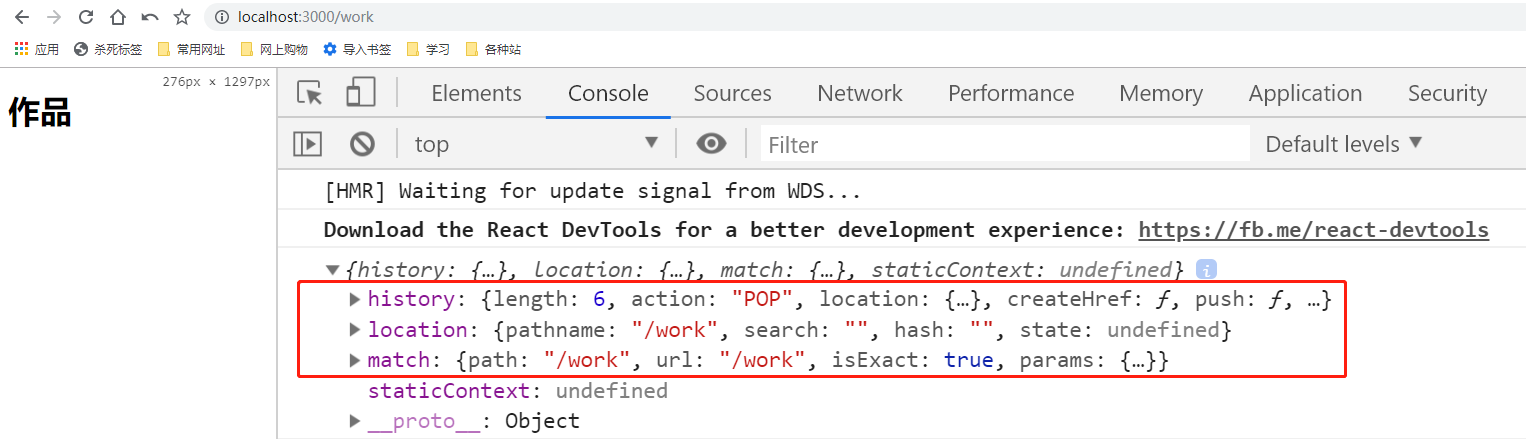 localhost:3000/work
应用 杀死标签 常用网址 网上购物 导入书签 学习 各种站
276px × 1297px
作品
Elements Console Sources Network Performance Memory Application Security
top Filter Default levels
[HMR] Waiting for update signal from WDS...
Download the React DevTools for a better development experience: https://fb.me/react-devtools
{history: {…}, location: {…}, match: {…}, staticContext: undefined} i
history: {length: 6, action: "POP", location: {…}, createHref: ƒ, push: ƒ, …}
location: {pathname: "/work", search: "", hash: "", state: undefined}
match: {path: "/work", url: "/work", isExact: true, params: {…}}
staticContext: undefined
__proto__: Object